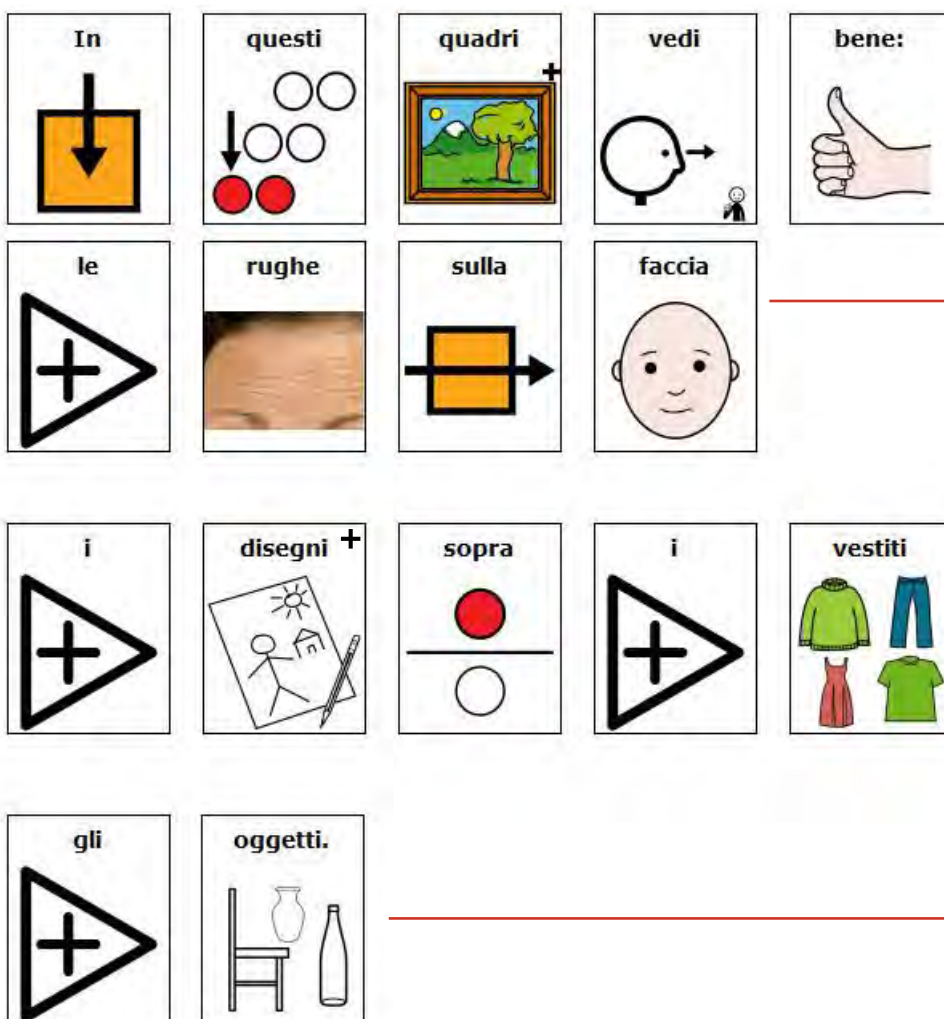 In questi quadri vedi bene:
le rughe sulla faccia
i disegni sopra i vestiti
gli oggetti.